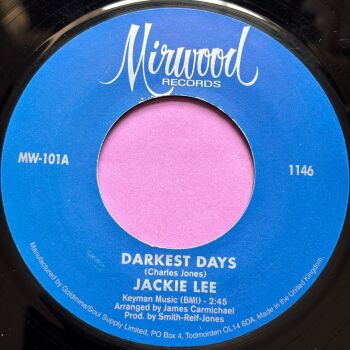 Mirwood
RECORDS
MW-101A
1146
DARKEST DAYS
(Charles Jones)
JACKIE LEE
Keyman Music (BMI) - 2:45
Arranged by James Carmichael
Prod. by Smith-Relf-Jones
Manufactured by Goldmine/Soul Supply Limited, PO Box 4, Todmorden OL14 6DA. Made in the United Kingdom.